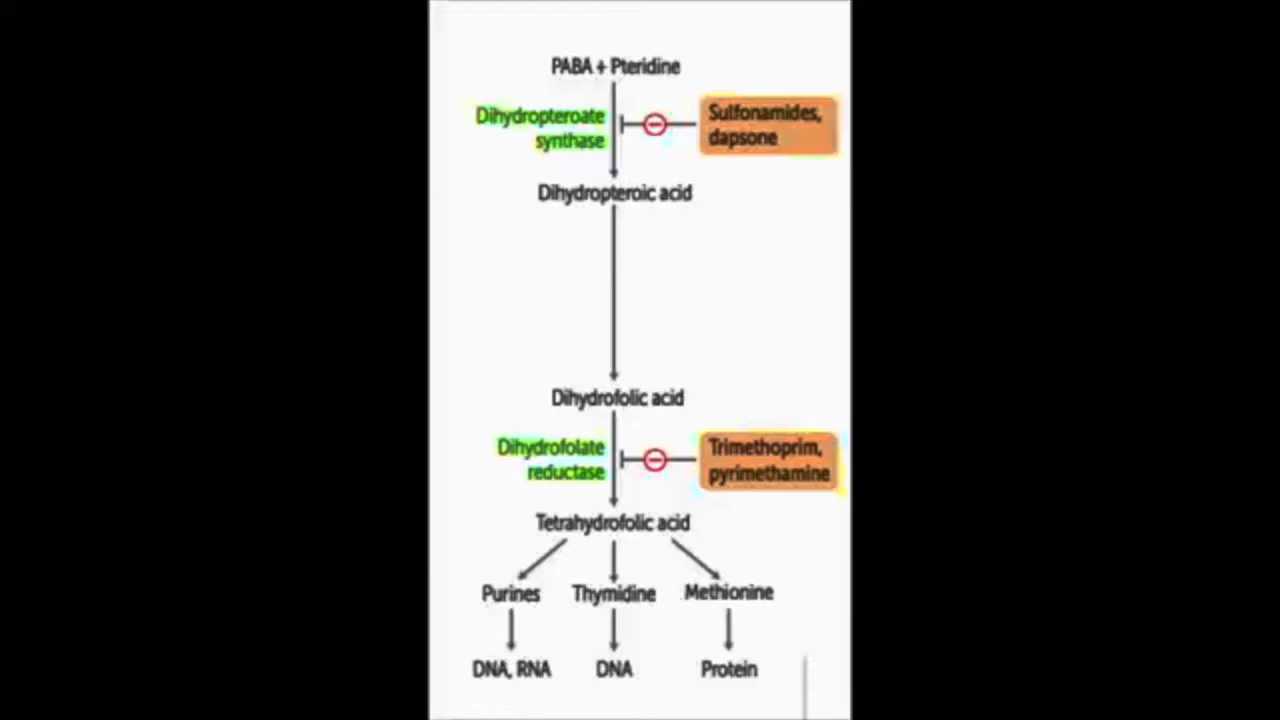 PABA + Pteridine
Dihydropteroate
synthase
Sulfonamides,
dapsone
Dihydropteroic acid
Dihydrofolic acid
Dihydrofolate
reductase
Trimethoprim,
pyrimethamine
Tetrahydrofolic acid
Purines Thymidine Methionine
DNA, RNA DNA Protein